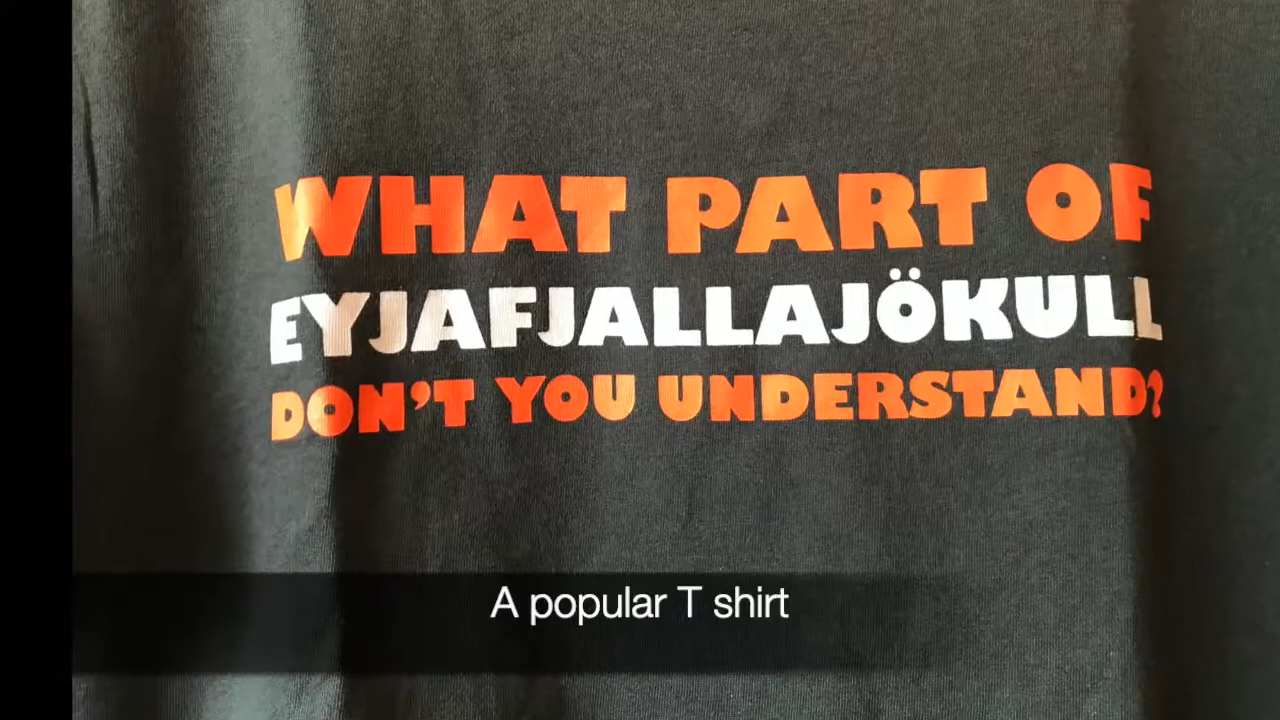 WHAT PART OF
EYJAFJALLAJÖKULL
DON'T YOU UNDERSTAND?
A popular T shirt